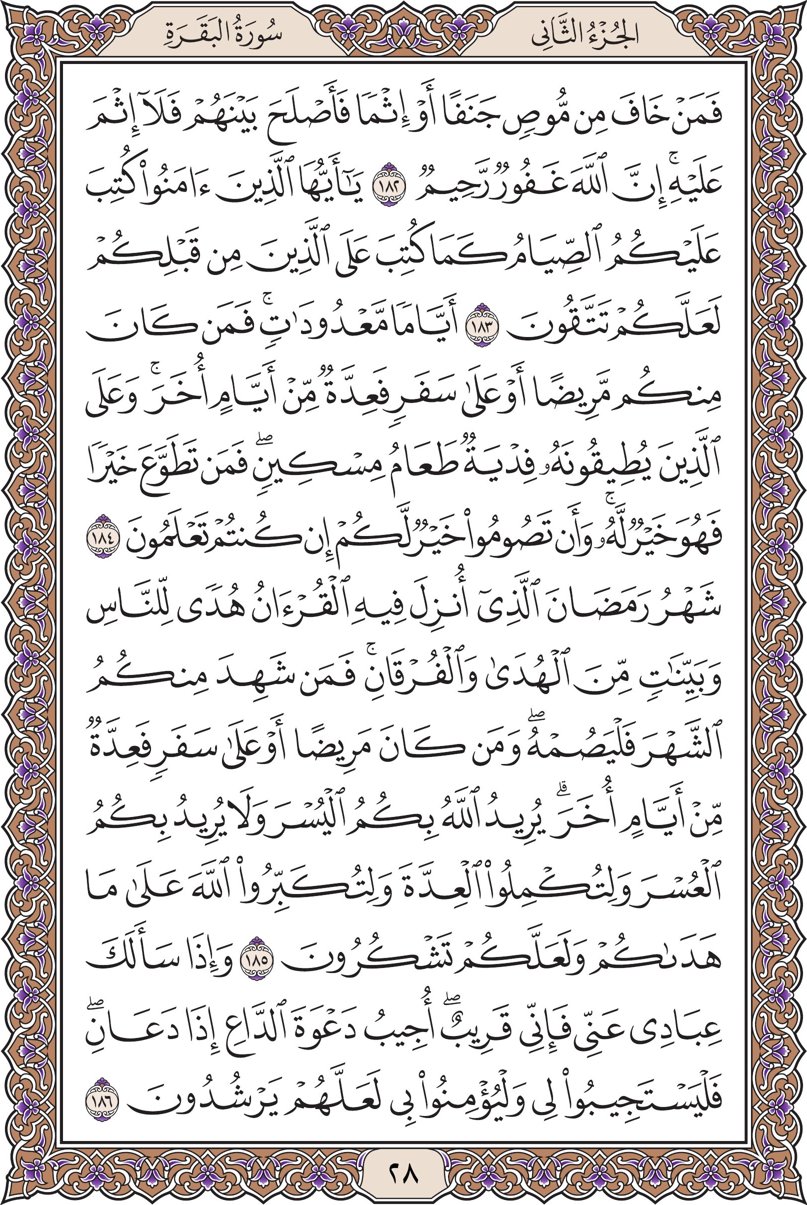 الجُزْءُ الثَّانِي
سُورَةُ البَقَرَةِ
فَمَنْ خَافَ مِن مُّوصٍ جَنَفًا أَوْ إِثْمًا فَأَصْلَحَ بَيْنَهُمْ فَلَآ إِثْمَ
عَلَيْهِۚ إِنَّ ٱللَّهَ غَفُورٌ رَّحِيمٌ ١٨٢ يَٰٓأَيُّهَا ٱلَّذِينَ ءَامَنُواْ كُتِبَ
عَلَيْكُمُ ٱلصِّيَامُ كَمَا كُتِبَ عَلَى ٱلَّذِينَ مِن قَبْلِكُمْ
لَعَلَّكُمْ تَتَّقُونَ ١٨٣ أَيَّامًا مَّعْدُودَٰتٍۚ فَمَن كَانَ
مِنكُم مَّرِيضًا أَوْ عَلَىٰ سَفَرٍ فَعِدَّةٌ مِّنْ أَيَّامٍ أُخَرَۚ وَعَلَى
ٱلَّذِينَ يُطِيقُونَهُۥ فِدْيَةٌ طَعَامُ مِسْكِينٍۖ فَمَن تَطَوَّعَ خَيْرًا
فَهُوَ خَيْرٌ لَّهُۥۚ وَأَن تَصُومُواْ خَيْرٌ لَّكُمْ إِن كُنتُمْ تَعْلَمُونَ ١٨٤
شَهْرُ رَمَضَانَ ٱلَّذِىٓ أُنزِلَ فِيهِ ٱلْقُرْءَانُ هُدًى لِّلنَّاسِ
وَبَيِّنَٰتٍ مِّنَ ٱلْهُدَىٰ وَٱلْفُرْقَانِۚ فَمَن شَهِدَ مِنكُمُ
ٱلشَّهْرَ فَلْيَصُمْهُۖ وَمَن كَانَ مَرِيضًا أَوْ عَلَىٰ سَفَرٍ فَعِدَّةٌ
مِّنْ أَيَّامٍ أُخَرَۗ يُرِيدُ ٱللَّهُ بِكُمُ ٱلْيُسْرَ وَلَا يُرِيدُ بِكُمُ
ٱلْعُسْرَ وَلِتُكْمِلُواْ ٱلْعِدَّةَ وَلِتُكَبِّرُواْ ٱللَّهَ عَلَىٰ مَا
هَدَىٰكُمْ وَلَعَلَّكُمْ تَشْكُرُونَ ١٨٥ وَإِذَا سَأَلَكَ
عِبَادِى عَنِّى فَإِنِّى قَرِيبٌۖ أُجِيبُ دَعْوَةَ ٱلدَّاعِ إِذَا دَعَانِۖ
فَلْيَسْتَجِيبُواْ لِى وَلْيُؤْمِنُواْ بِى لَعَلَّهُمْ يَرْشُدُونَ ١٨٦
٢٨